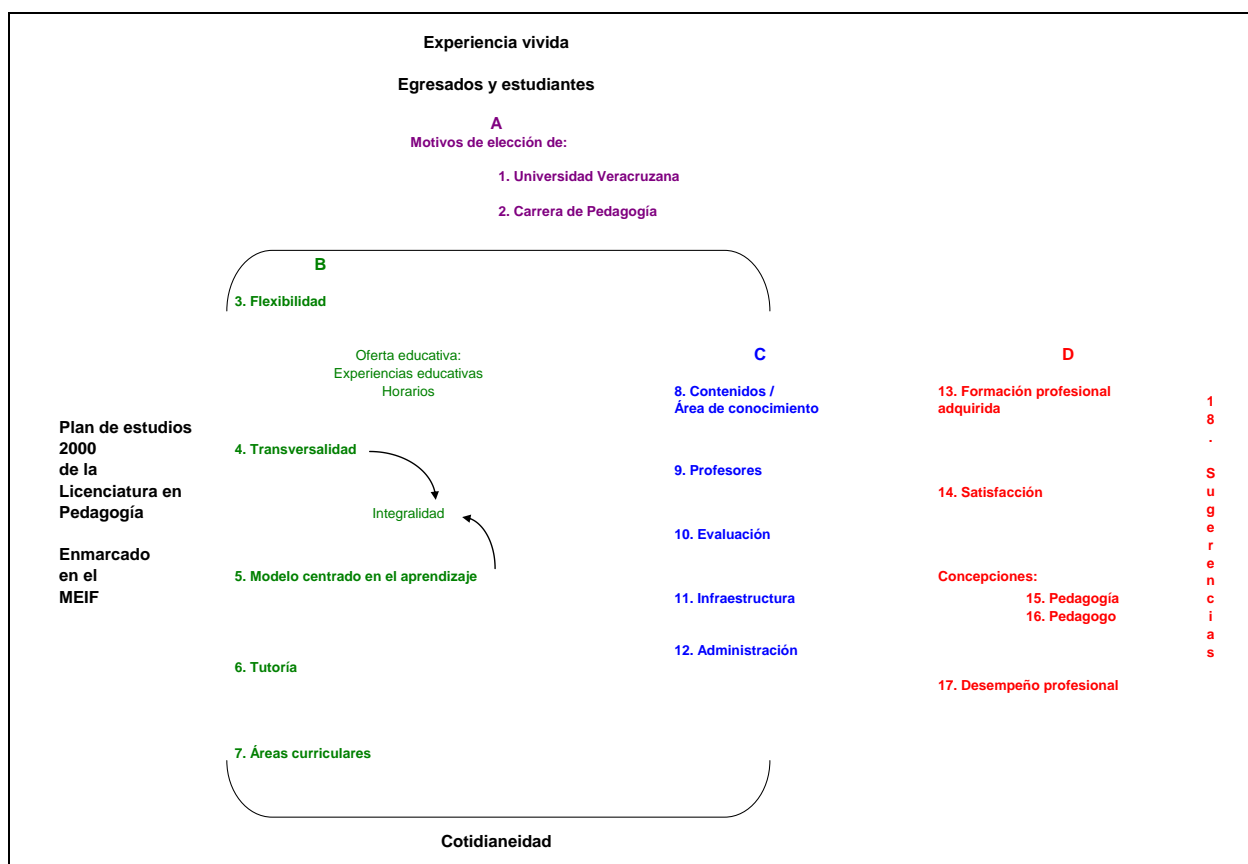 Experiencia vivida
Egresados y estudiantes
A
Motivos de elección de:
1. Universidad Veracruzana
2. Carrera de Pedagogía
Plan de estudios
2000
de la
Licenciatura en
Pedagogía
Enmarcado
en el
MEIF
B
3. Flexibilidad
Oferta educativa:
Experiencias educativas
Horarios
4. Transversalidad
Integralidad
5. Modelo centrado en el aprendizaje
6. Tutoría
7. Áreas curriculares
C
8. Contenidos /
Área de conocimiento
9. Profesores
10. Evaluación
11. Infraestructura
12. Administración
D
13. Formación profesional
adquirida
14. Satisfacción
Concepciones:
15. Pedagogía
16. Pedagogo
17. Desempeño profesional
18. Sugerencias
Cotidianeidad